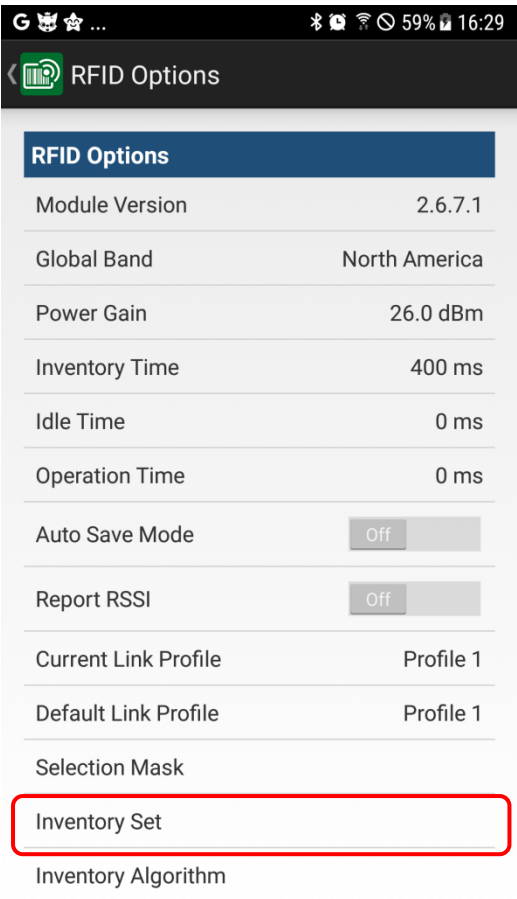 G ... 59% 16:29
RFID Options
RFID Options
Module Version 2.6.7.1
Global Band North America
Power Gain 26.0 dBm
Inventory Time 400 ms
Idle Time 0 ms
Operation Time 0 ms
Auto Save Mode Off
Report RSSI Off
Current Link Profile Profile 1
Default Link Profile Profile 1
Selection Mask
Inventory Set
Inventory Algorithm